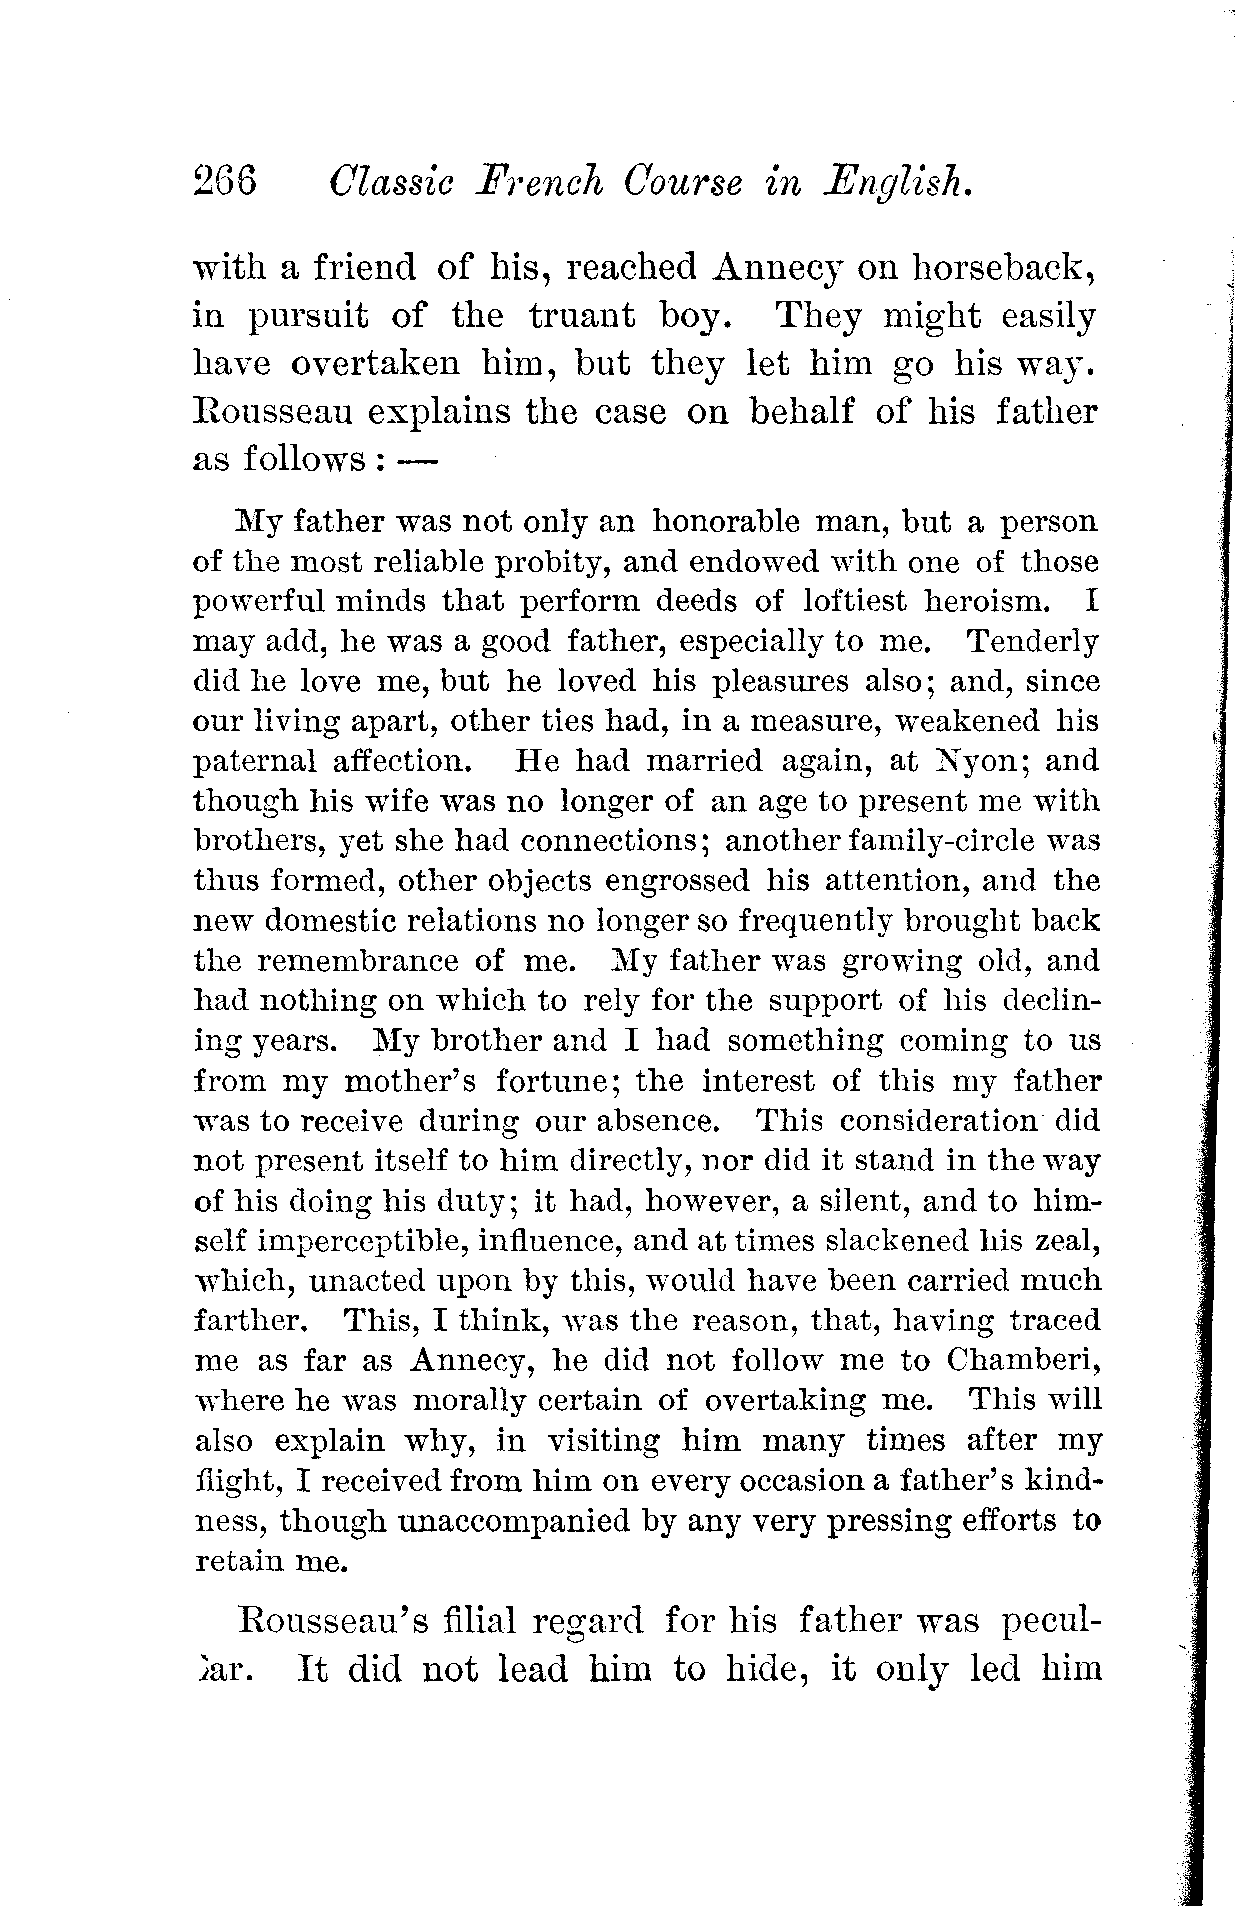 266 Classic French Course in English.
with a friend of his, reached Annecy on horseback,
in pursuit of the truant boy. They might easily
have overtaken him, but they let him go his way.
Rousseau explains the case on behalf of his father
as follows: —
My father was not only an honorable man, but a person
of the most reliable probity, and endowed with one of those
powerful minds that perform deeds of loftiest heroism. I
may add, he was a good father, especially to me. Tenderly
did he love me, but he loved his pleasures also; and, since
our living apart, other ties had, in a measure, weakened his
paternal affection. He had married again, at Nyon; and
though his wife was no longer of an age to present me with
brothers, yet she had connections; another family-circle was
thus formed, other objects engrossed his attention, and the
new domestic relations no longer so frequently brought back
the remembrance of me. My father was growing old, and
had nothing on which to rely for the support of his declin-
ing years. My brother and I had something coming to us
from my mother's fortune; the interest of this my father
was to receive during our absence. This consideration did
not present itself to him directly, nor did it stand in the way
of his doing his duty; it had, however, a silent, and to him-
self imperceptible, influence, and at times slackened his zeal,
which, unacted upon by this, would have been carried much
farther. This, I think, was the reason, that, having traced
me as far as Annecy, he did not follow me to Chamberi,
where he was morally certain of overtaking me. This will
also explain why, in visiting him many times after my
flight, I received from him on every occasion a father's kind-
ness, though unaccompanied by any very pressing efforts to
retain me.
Rousseau's filial regard for his father was pecul-
iar. It did not lead him to hide, it only led him